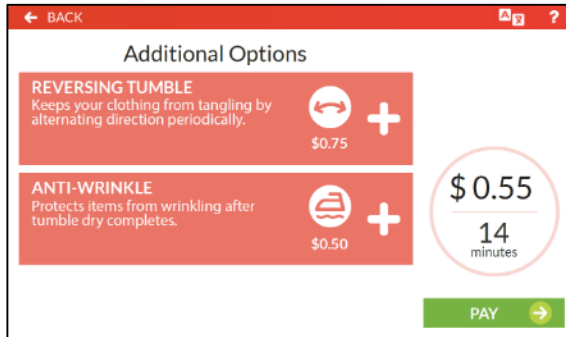 BACK
?
Additional Options
REVERSING TUMBLE
Keeps your clothing from tangling by
alternating direction periodically.
$0.75
ANTI-WRINKLE
Protects items from wrinkling after
tumble dry completes.
$0.50
$ 0.55
14
minutes
PAY